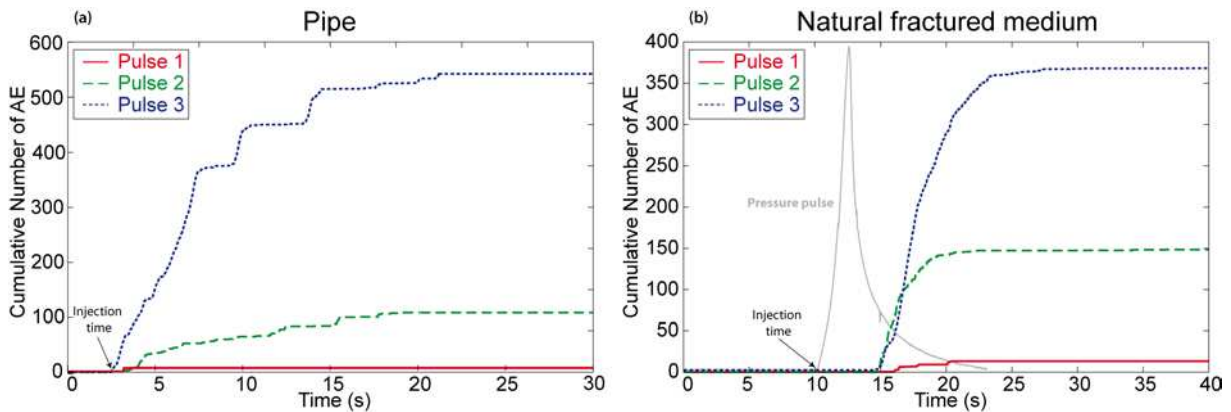 (a)
Pipe
600
500
400
300
200
100
0
Cumulative Number of AE
Pulse 1
Pulse 2
Pulse 3
Injection
time
0 5 10 15 20 25 30
Time (s)
(b)
Natural fractured medium
400
350
300
250
200
150
100
50
0
Cumulative Number of AE
Pulse 1
Pulse 2
Pulse 3
Pressure pulse
Injection
time
0 5 10 15 20 25 30 35 40
Time (s)